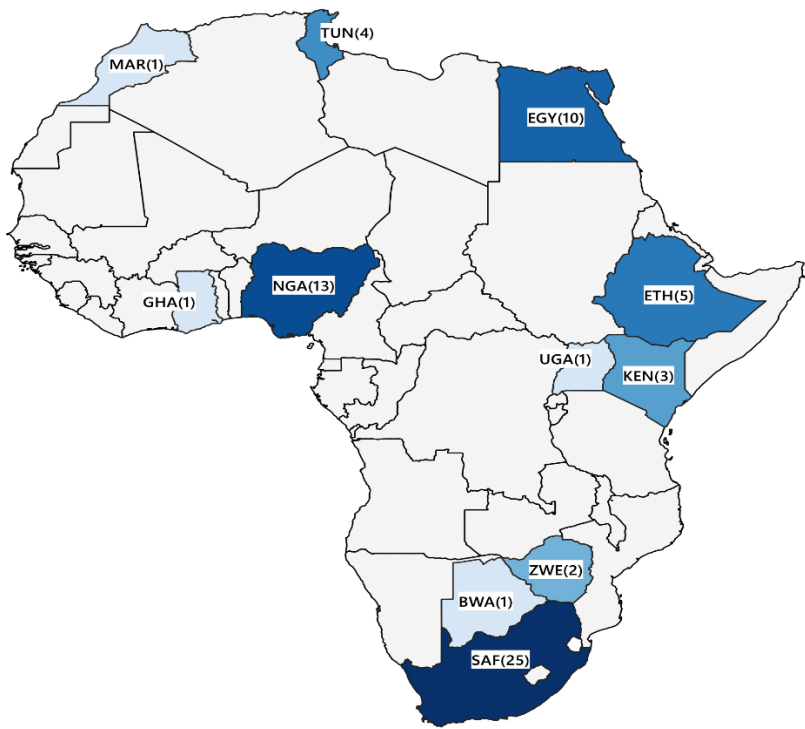 TUN(4)
MAR(1)
EGY(10)
NGA(13)
GHA(1)
ETH(5)
UGA(1)
KEN(3)
ZWE(2)
BWA(1)
SAF(25)